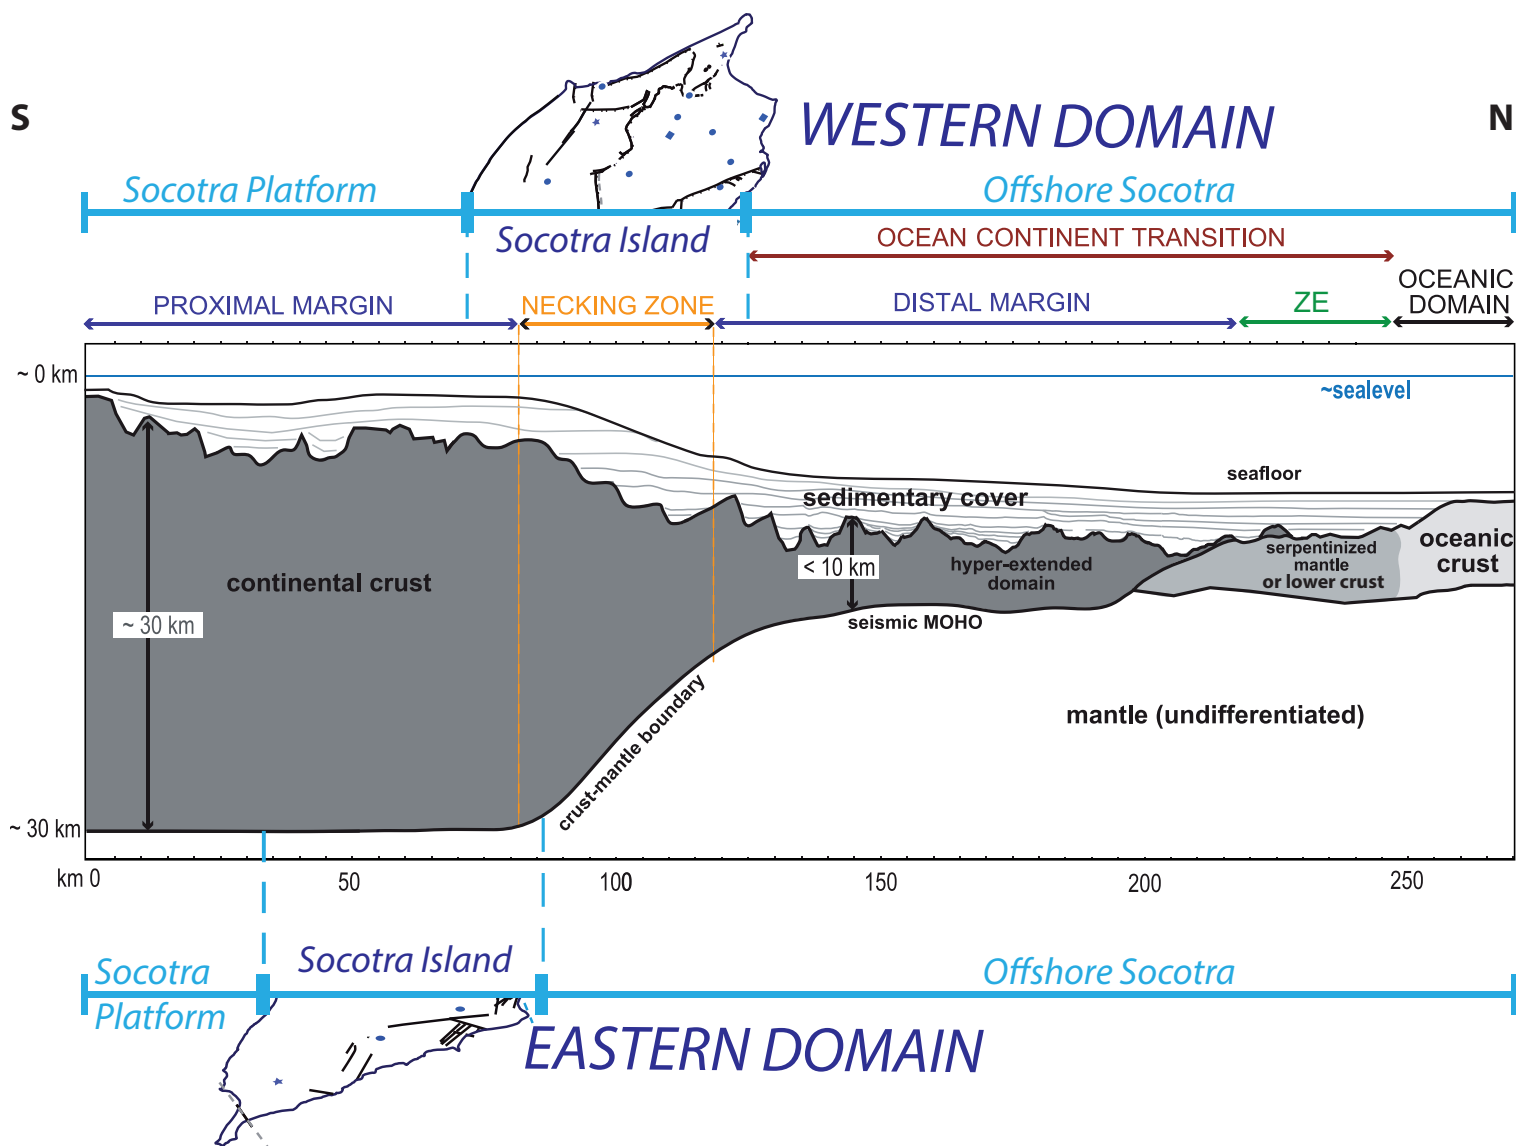 S
N
WESTERN DOMAIN
Socotra Platform
Offshore Socotra
Socotra Island
OCEAN CONTINENT TRANSITION
PROXIMAL MARGIN
NECKING ZONE
DISTAL MARGIN
ZE
OCEANIC
DOMAIN
~ 0 km
~sealevel
seafloor
sedimentary cover
continental crust
< 10 km
hyper-extended
domain
serpentinized
mantle
or lower crust
oceanic
crust
~ 30 km
seismic MOHO
crust-mantle boundary
mantle (undifferentiated)
~ 30 km
km 0
50
100
150
200
250
Socotra
Platform
Socotra Island
Offshore Socotra
EASTERN DOMAIN